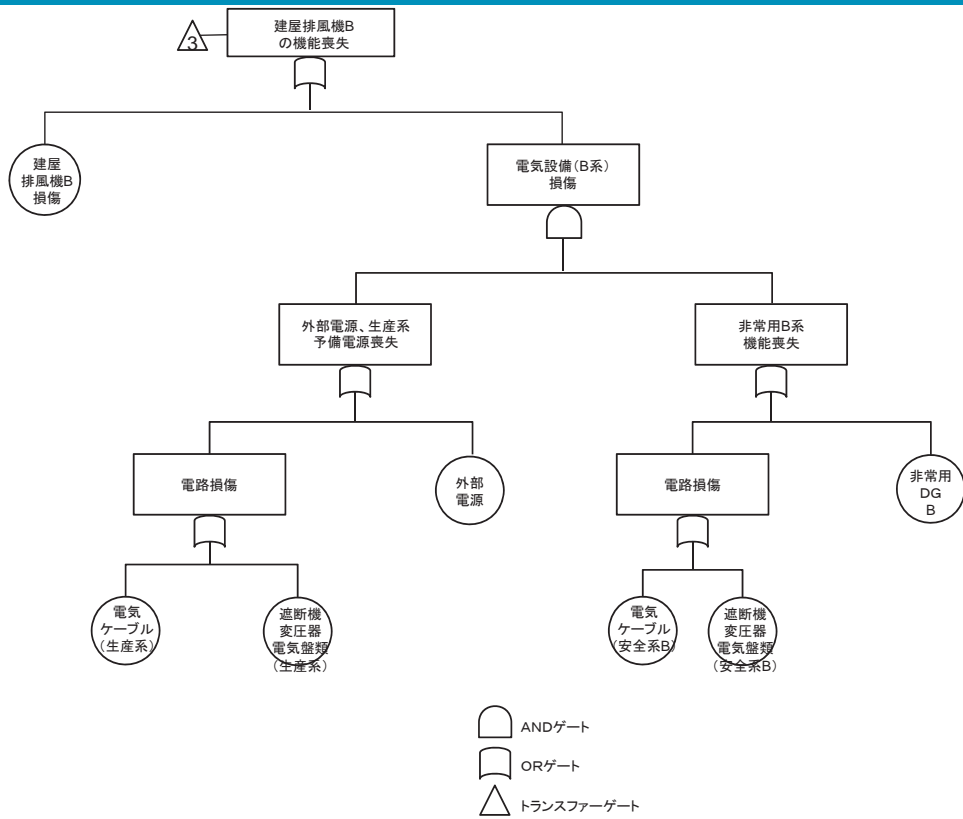 3
建屋排風機B
の機能喪失
建屋
排風機B
損傷
電気設備(B系)
損傷
外部電源、生産系
予備電源喪失
非常用B系
機能喪失
電路損傷
外部
電源
電路損傷
非常用
DG
B
電気
ケーブル
(生産系)
遮断機
変圧器
電気盤類
(生産系)
電気
ケーブル
(安全系B)
遮断機
変圧器
電気盤類
(安全系B)
ANDゲート
ORゲート
トランスファーゲート